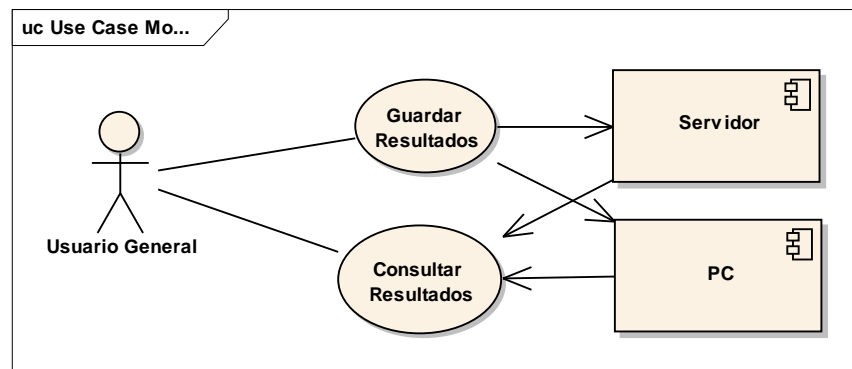 uc Use Case Mo...
Guardar
Resultados
Servidor
Usuario General
Consultar
Resultados
PC